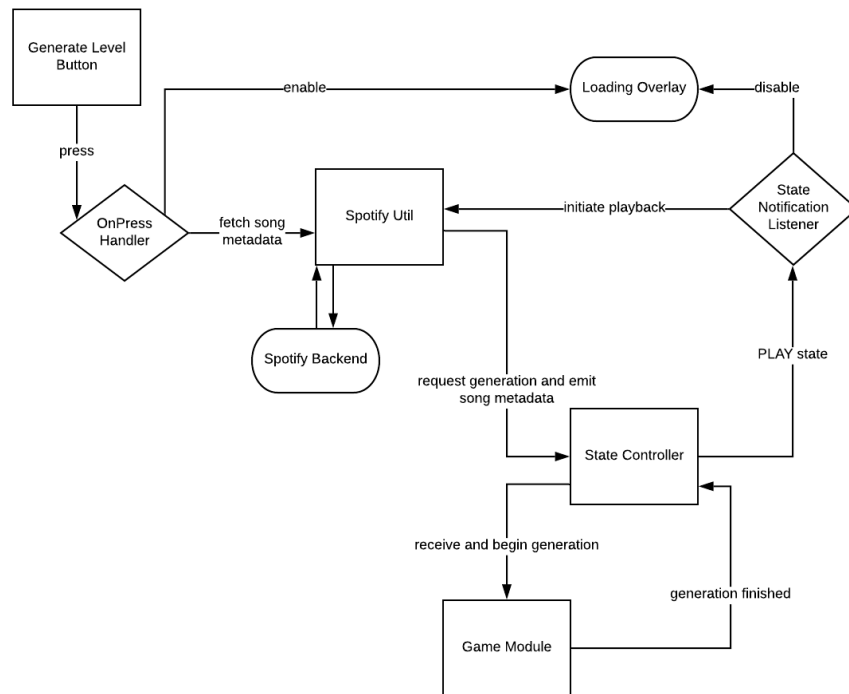 Generate Level
Button
enable
Loading Overlay
disable
press
OnPress
Handler
fetch song
metadata
Spotify Util
initiate playback
State
Notification
Listener
Spotify Backend
PLAY state
request generation and emit
song metadata
State Controller
receive and begin generation
generation finished
Game Module